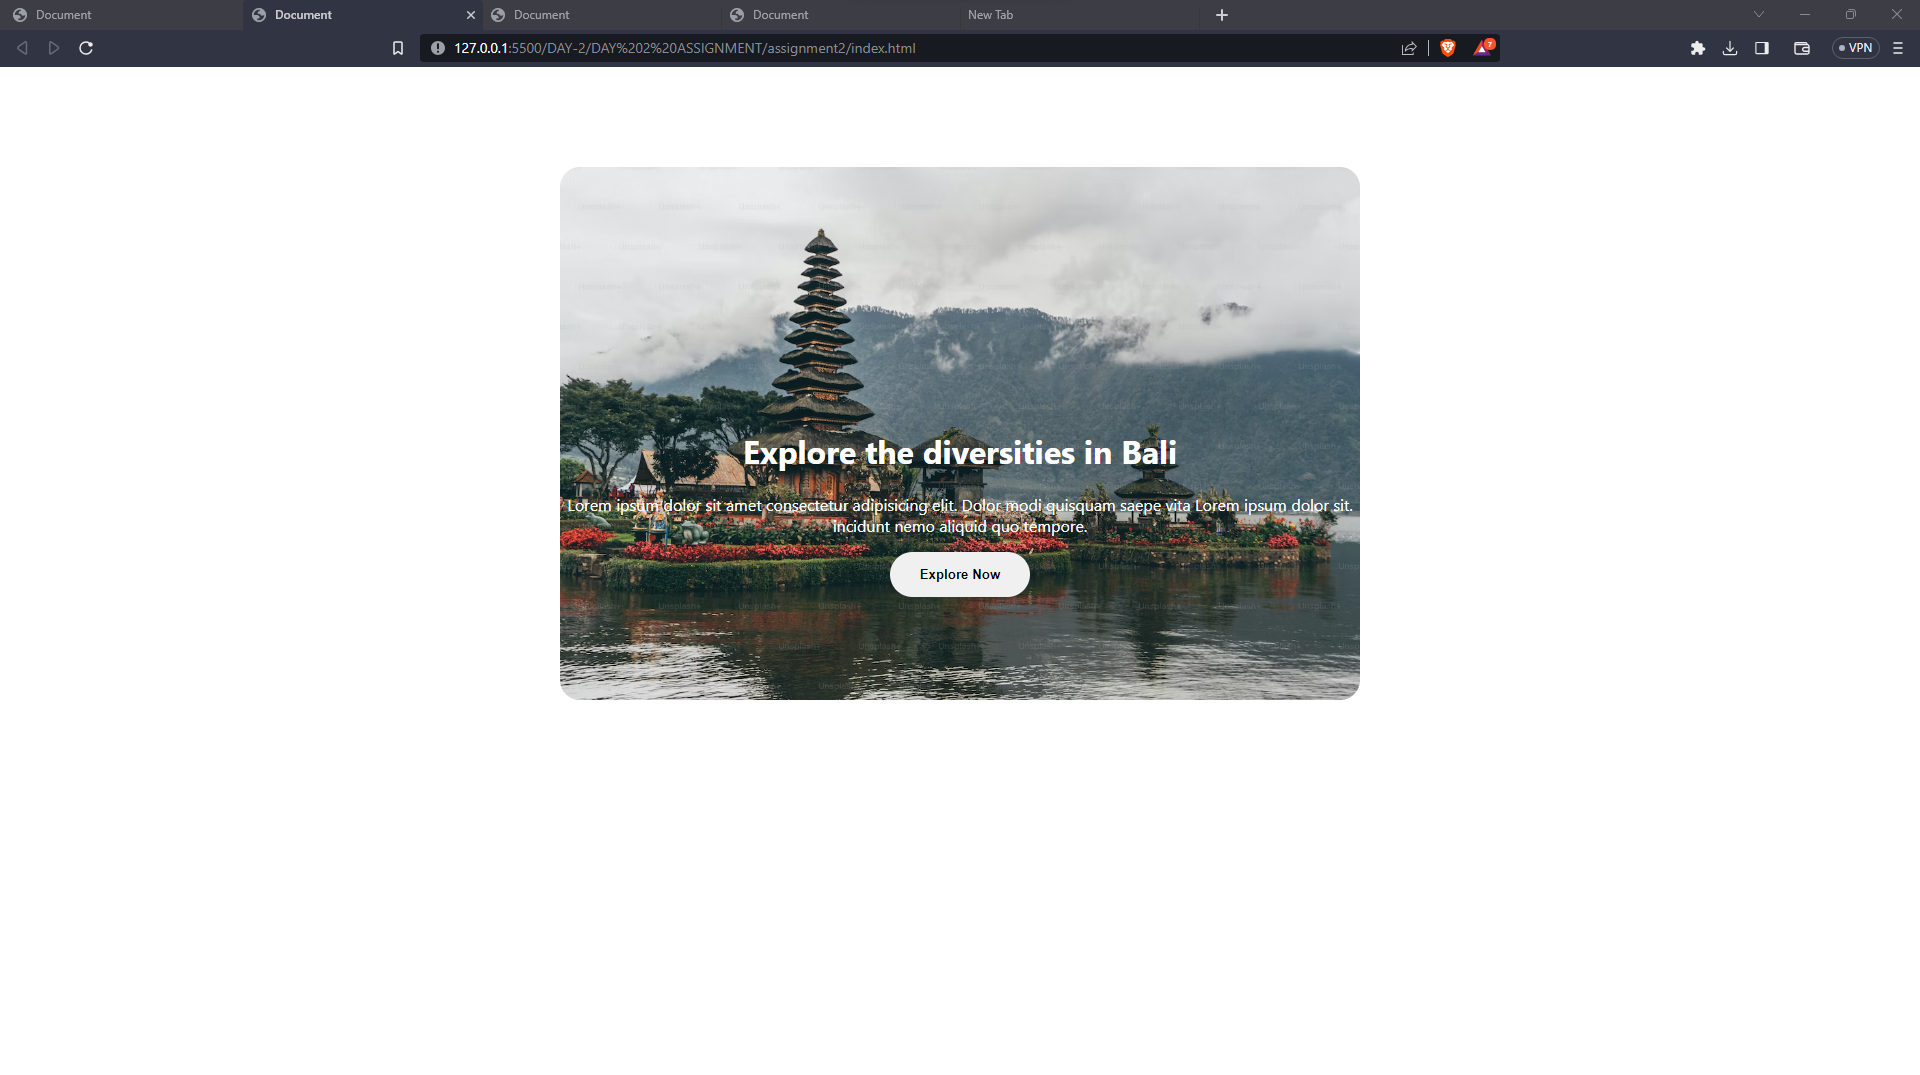 Document
Document
Document
Document
New Tab
127.0.0.1:5500/DAY-2/DAY%202%20ASSIGNMENT/assignment2/index.html
7
VPN
Explore the diversities in Bali
Lorem ipsum dolor sit amet consectetur adipisicing elit. Dolor modi quisquam saepe vita Lorem ipsum dolor sit.
incidunt nemo aliquid quo tempore.
Explore Now
Unsplash+